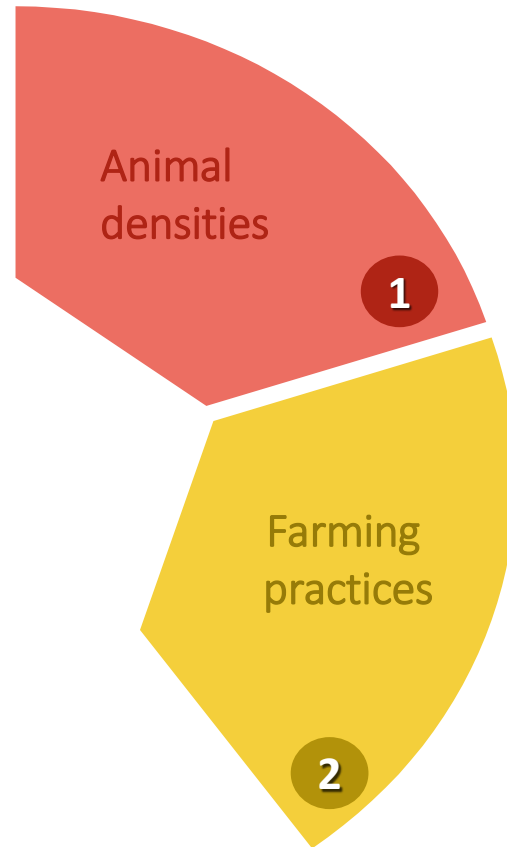 Animal
densities
1
Farming
practices
2